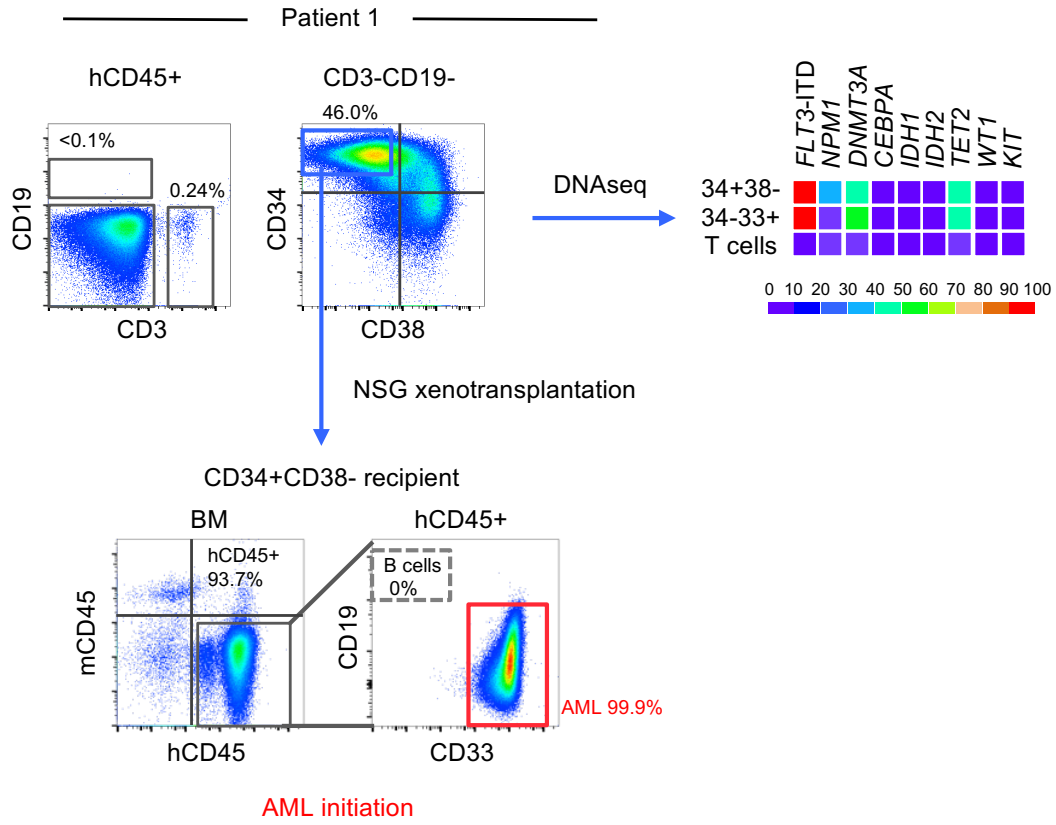 Patient 1
hCD45+
CD3-CD19-
<0.1%
0.24%
CD19
CD3
46.0%
CD34
CD38
DNAseq
FLT3-ITD
NPM1
DNMT3A
CEBPA
IDH1
IDH2
TET2
WT1
KIT
34+38-
34-33+
T cells
0 10 20 30 40 50 60 70 80 90 100
NSG xenotransplantation
CD34+CD38- recipient
BM
hCD45+
hCD45+
93.7%
mCD45
hCD45
B cells
0%
CD19
CD33
AML 99.9%
AML initiation